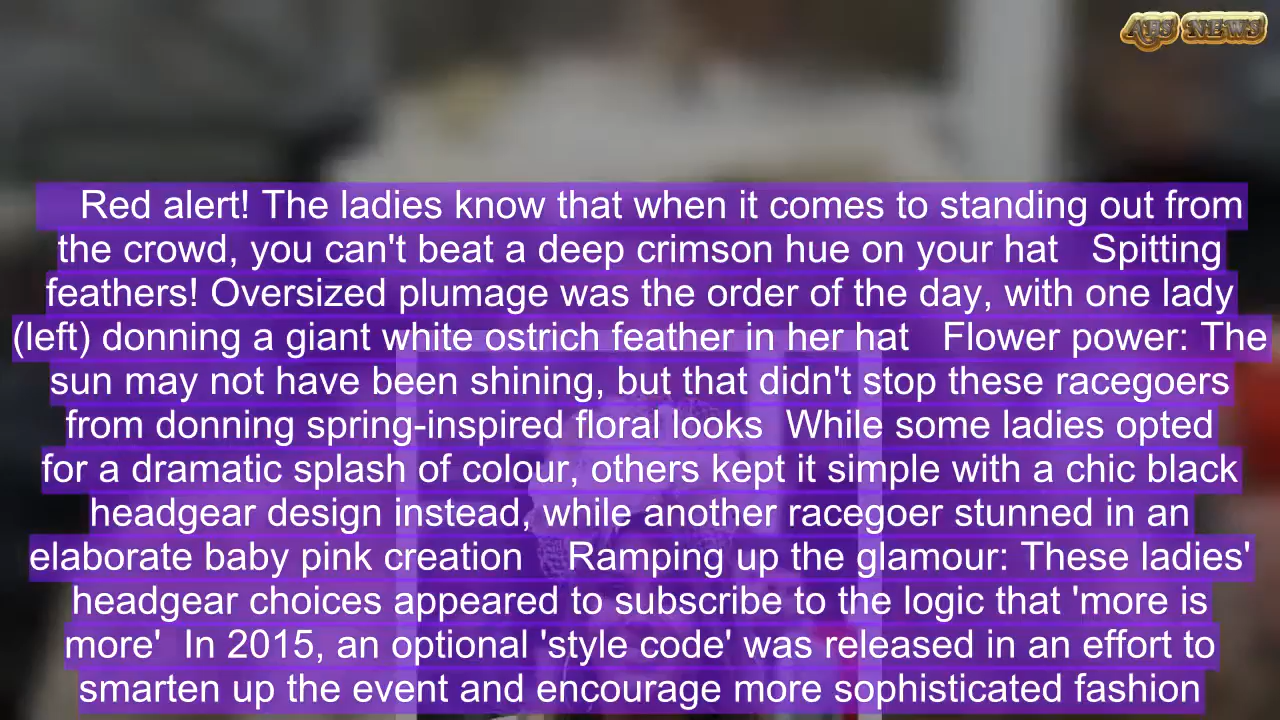 AHS NEWS
Red alert! The ladies know that when it comes to standing out from
the crowd, you can't beat a deep crimson hue on your hat   Spitting
feathers! Oversized plumage was the order of the day, with one lady
(left) donning a giant white ostrich feather in her hat   Flower power: The
sun may not have been shining, but that didn't stop these racegoers
from donning spring-inspired floral looks  While some ladies opted
for a dramatic splash of colour, others kept it simple with a chic black
headgear design instead, while another racegoer stunned in an
elaborate baby pink creation    Ramping up the glamour: These ladies'
headgear choices appeared to subscribe to the logic that 'more is
more'  In 2015, an optional 'style code' was released in an effort to
smarten up the event and encourage more sophisticated fashion